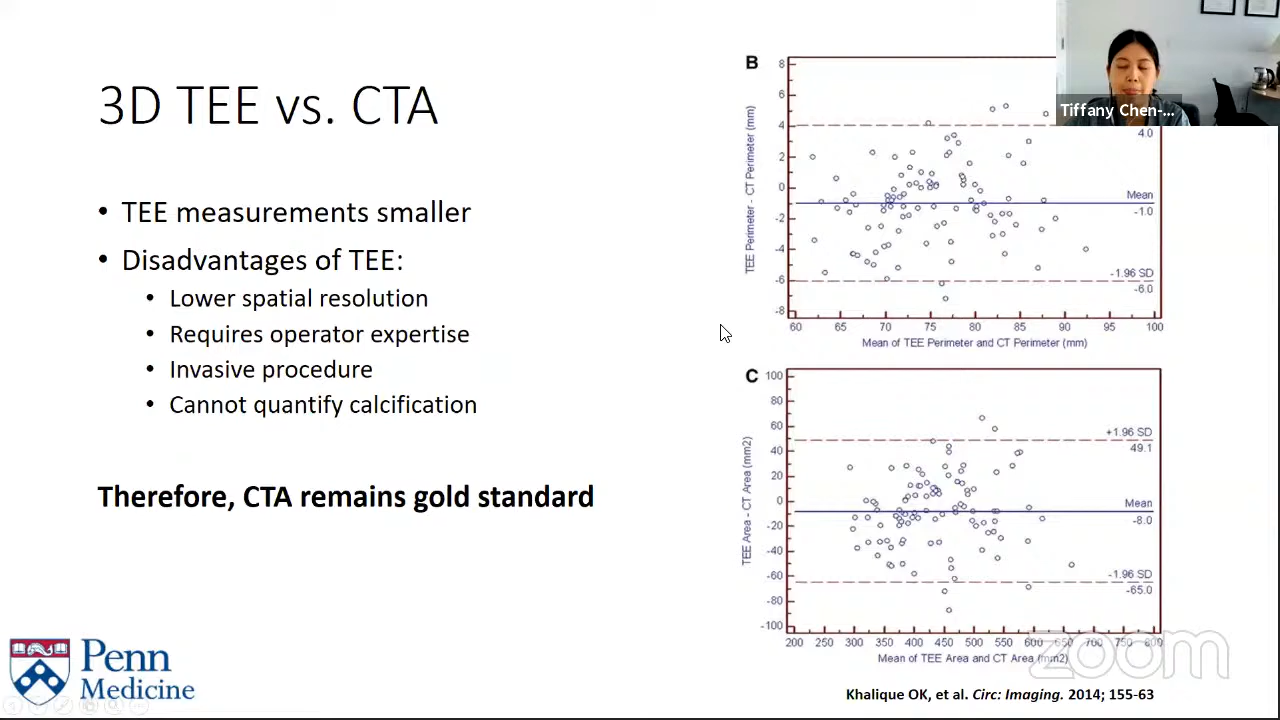 3D TEE vs. CTA
• TEE measurements smaller
• Disadvantages of TEE:
• Lower spatial resolution
• Requires operator expertise
• Invasive procedure
• Cannot quantify calcification
Therefore, CTA remains gold standard
Penn
Medicine
B
TEE Perimeter - CT Perimeter (mm)
8
6
4
2
0
-2
-4
-6
-8
4.0
Mean
-1.0
-1.96 SD
-6.0
60 65 70 75 80 85 90 95 100
Mean of TEE Perimeter and CT Perimeter (mm)
Tiffany Chen-...
C
TEE Area - CT Area (mm2)
100
80
60
40
20
0
-20
-40
-60
-80
-100
+1.96 SD
49.1
Mean
-8.0
-1.96 SD
-65.0
200 250 300 350 400 450 500 550 600 650 700 750 800
Mean of TEE Area and CT Area (mm2)
zoom
Khalique OK, et al. Circ: Imaging. 2014; 155-63